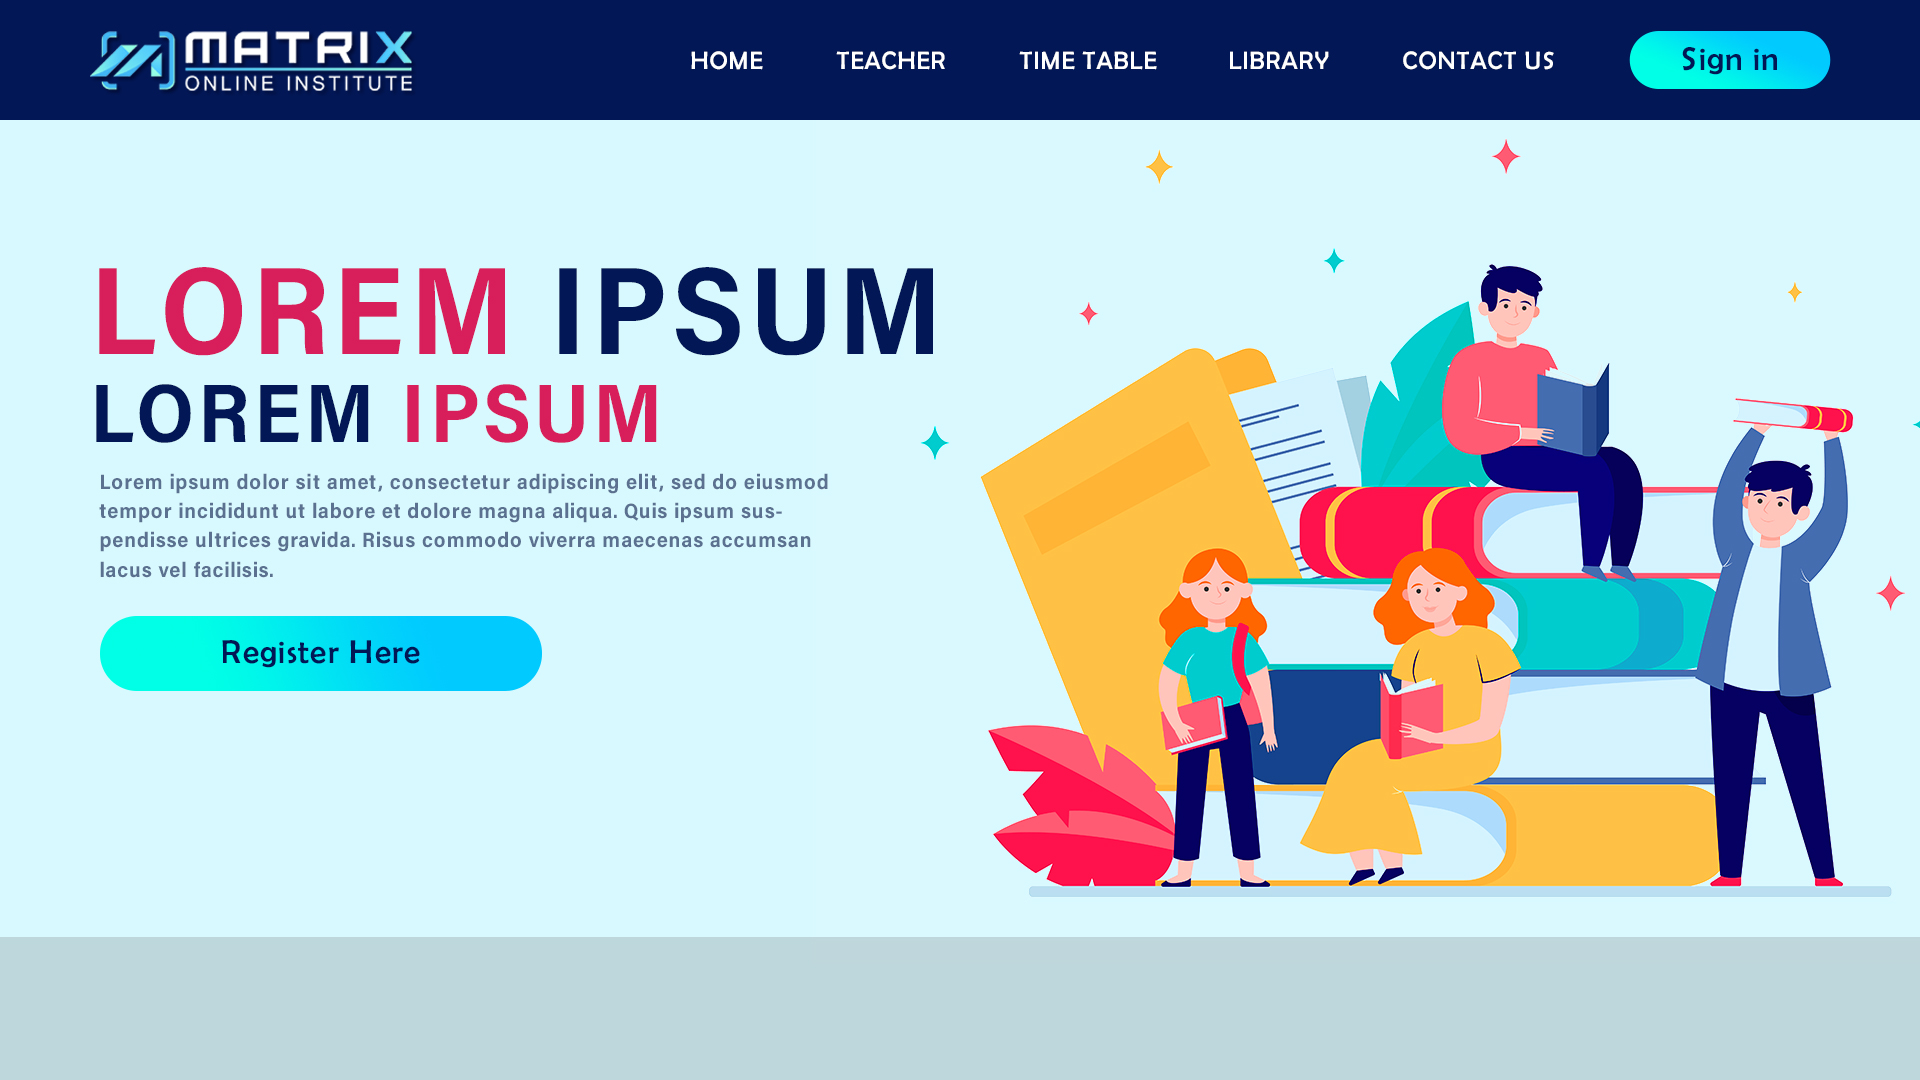 MATRIX
ONLINE INSTITUTE
HOME TEACHER TIME TABLE LIBRARY CONTACT US Sign in
LOREM IPSUM
LOREM IPSUM
Lorem ipsum dolor sit amet, consectetur adipiscing elit, sed do eiusmod
tempor incididunt ut labore et dolore magna aliqua. Quis ipsum sus-
pendisse ultrices gravida. Risus commodo viverra maecenas accumsan
lacus vel facilisis.
Register Here